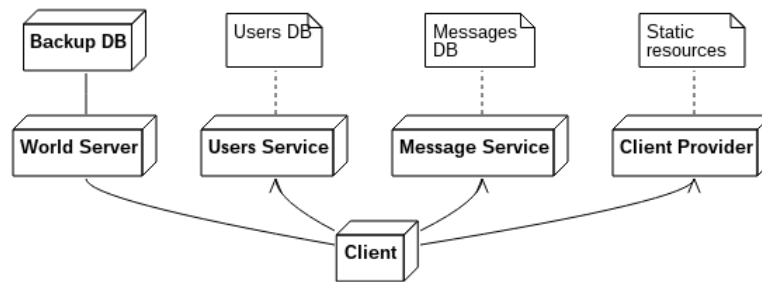 Backup DB
Users DB
Messages
DB
Static
resources
World Server
Users Service
Message Service
Client Provider
Client